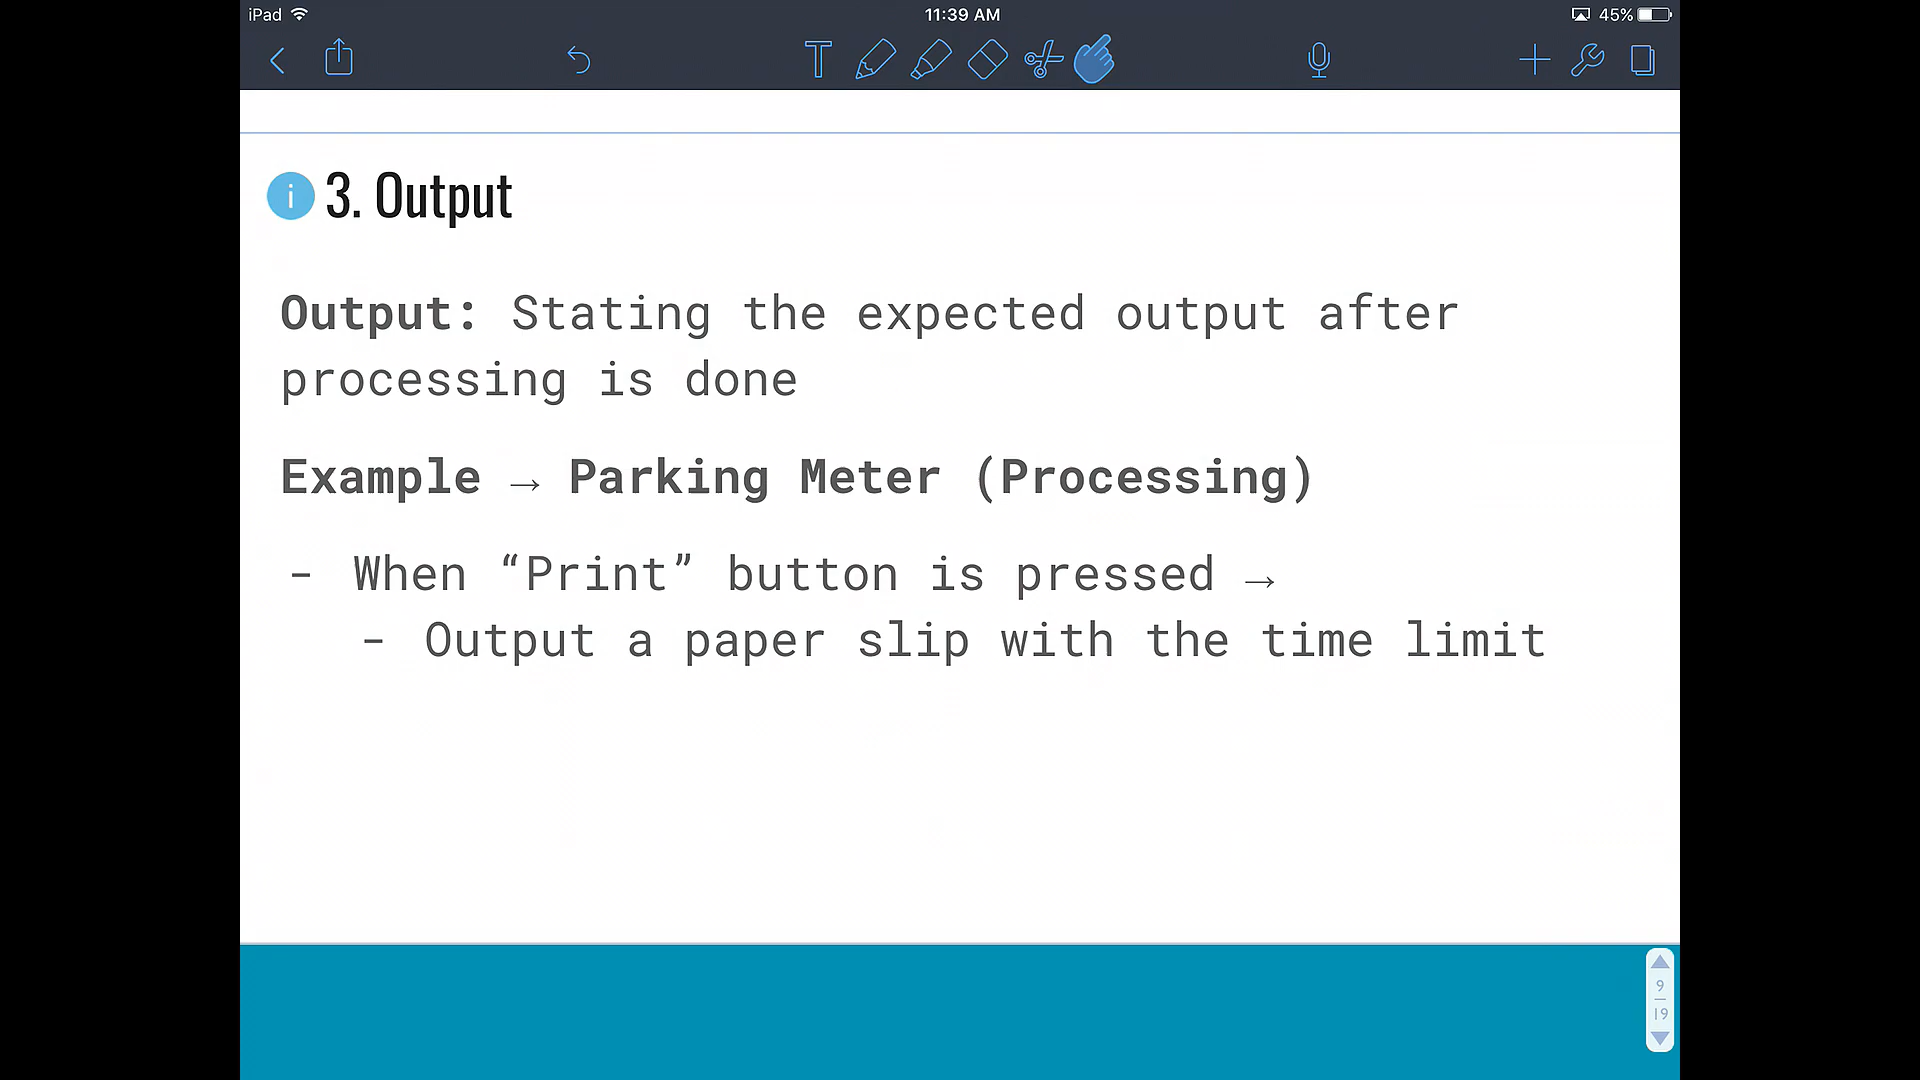 iPad 11:39 AM 45%
T
i 3. Output
Output: Stating the expected output after
processing is done
Example → Parking Meter (Processing)
- When “Print” button is pressed →
- Output a paper slip with the time limit
9
19